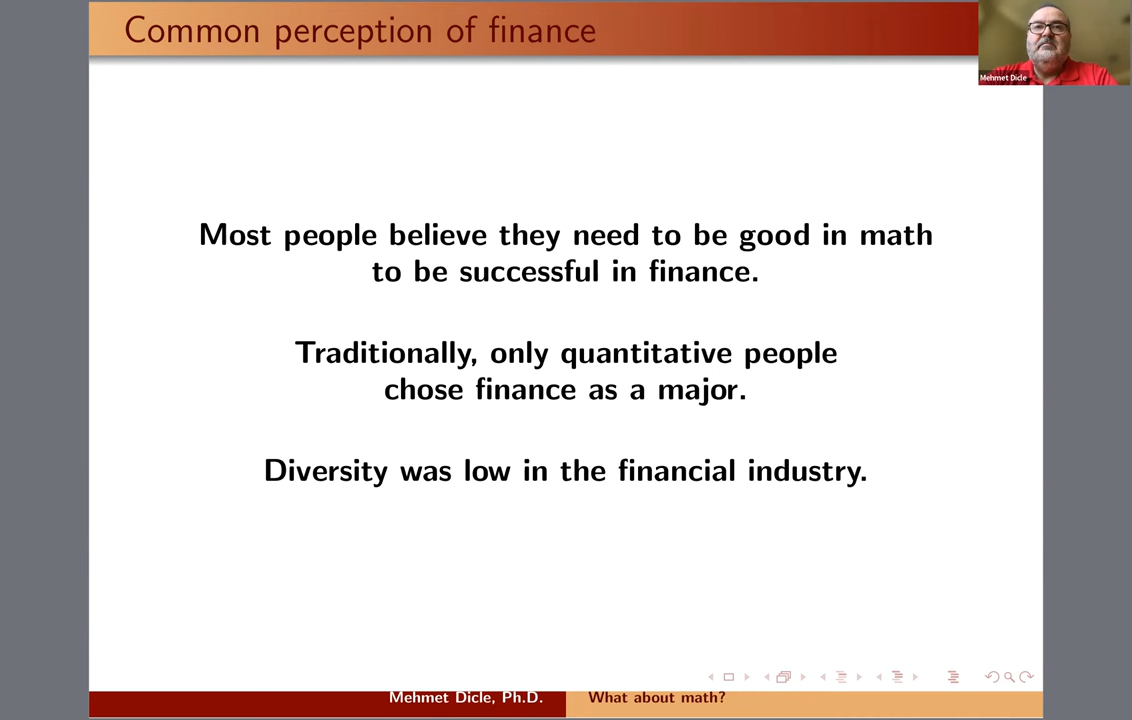 Common perception of finance
Mehmet Dicle
Most people believe they need to be good in math
to be successful in finance.
Traditionally, only quantitative people
chose finance as a major.
Diversity was low in the financial industry.
Mehmet Dicle, Ph.D.
What about math?